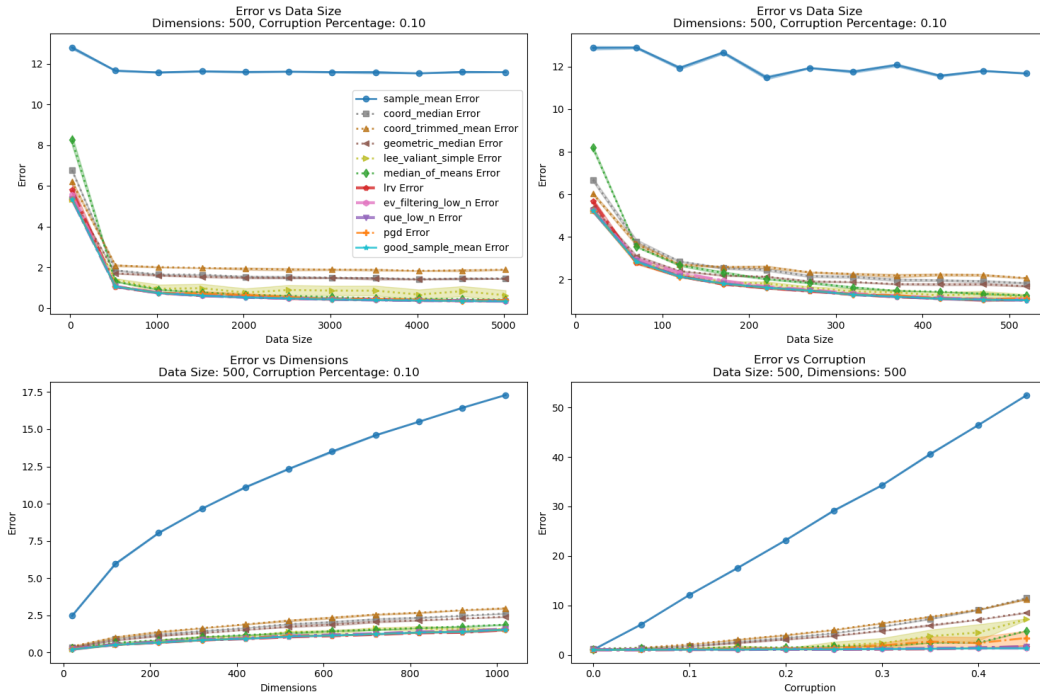 Error vs Data Size
Dimensions: 500, Corruption Percentage: 0.10
12
10
8
6
4
2
0
Error
0
1000
2000
3000
4000
5000
Data Size
sample_mean Error
coord_median Error
coord_trimmed_mean Error
geometric_median Error
lee_valiant_simple Error
median_of_means Error
lrv Error
ev_filtering_low_n Error
que_low_n Error
pgd Error
good_sample_mean Error
Error vs Data Size
Dimensions: 500, Corruption Percentage: 0.10
12
10
8
6
4
2
Error
0
100
200
300
400
500
Data Size
Error vs Dimensions
Data Size: 500, Corruption Percentage: 0.10
17.5
15.0
12.5
10.0
7.5
5.0
2.5
0.0
Error
0
200
400
600
800
1000
Dimensions
Error vs Corruption
Data Size: 500, Dimensions: 500
50
40
30
20
10
0
Error
0.0
0.1
0.2
0.3
0.4
Corruption